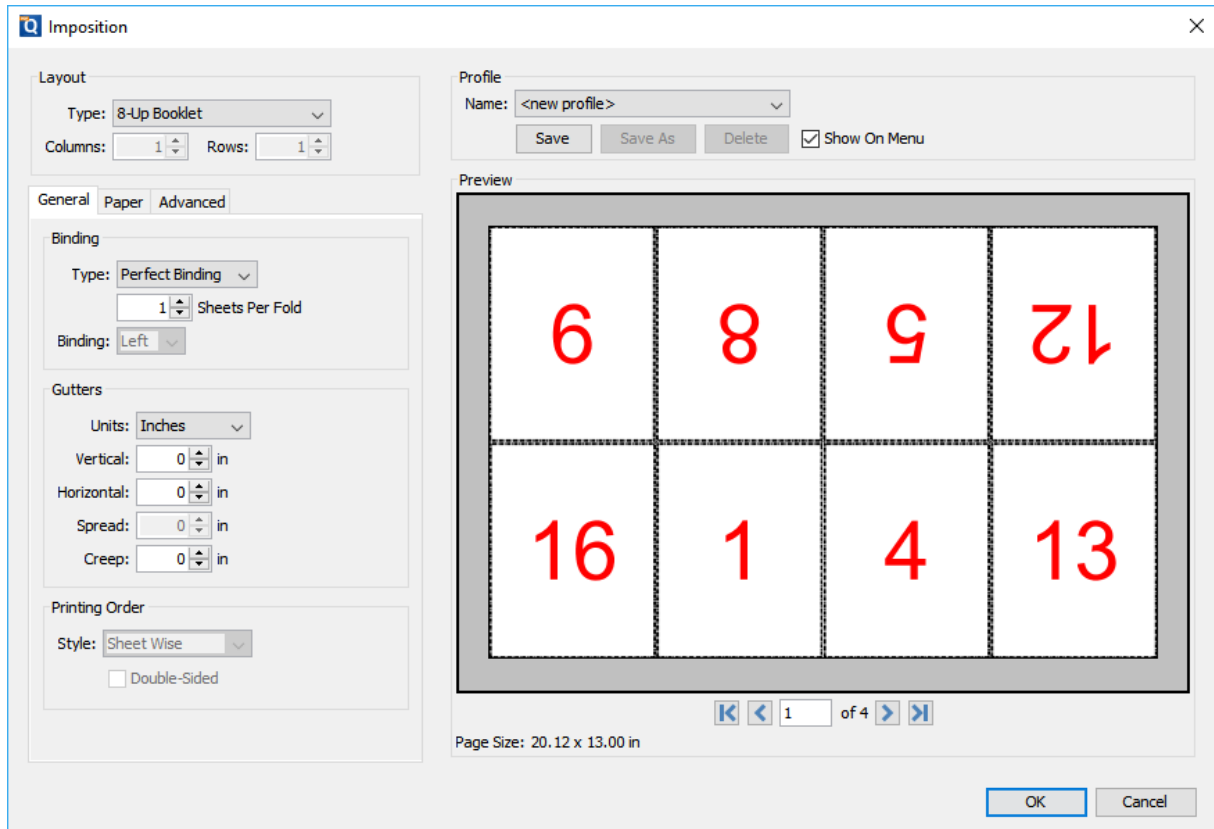 Imposition
Layout
Type: 8-Up Booklet
Columns: 1 Rows: 1
General Paper Advanced
Binding
Type: Perfect Binding
1 Sheets Per Fold
Binding: Left
Gutters
Units: Inches
Vertical: 0 in
Horizontal: 0 in
Spread: 0 in
Creep: 0 in
Printing Order
Style: Sheet Wise
Double-Sided
Profile
Name: <new profile>
Save Save As Delete Show On Menu
Preview
9 8 5 12
16 1 4 13
1 of 4
Page Size: 20.12 x 13.00 in
OK Cancel